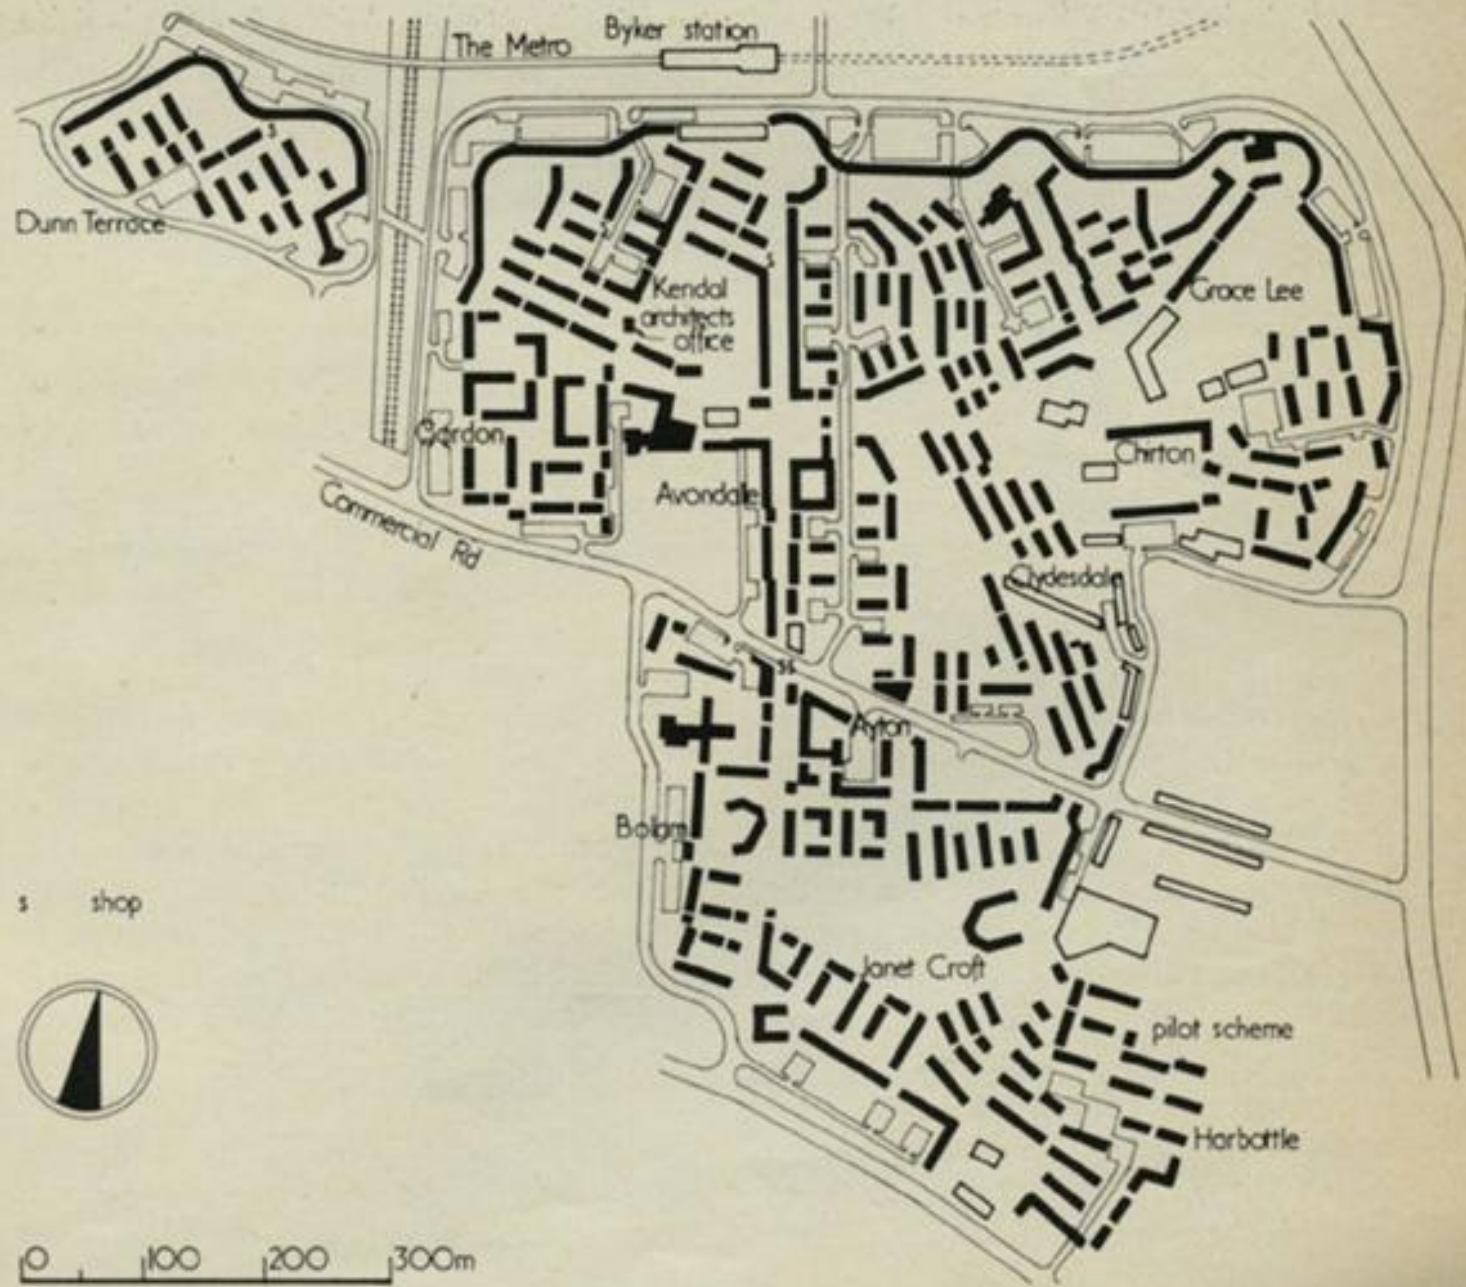 Byker station
The Metro
Dunn Terrace
s
s
Kendal
architects
office
Grace Lee
Gordon
Chirton
Avondale
Commercial Rd
Clydesdale
ss
Ayton
Bolam
s shop
Janet Croft
pilot scheme
Harbottle
0 100 200 300m